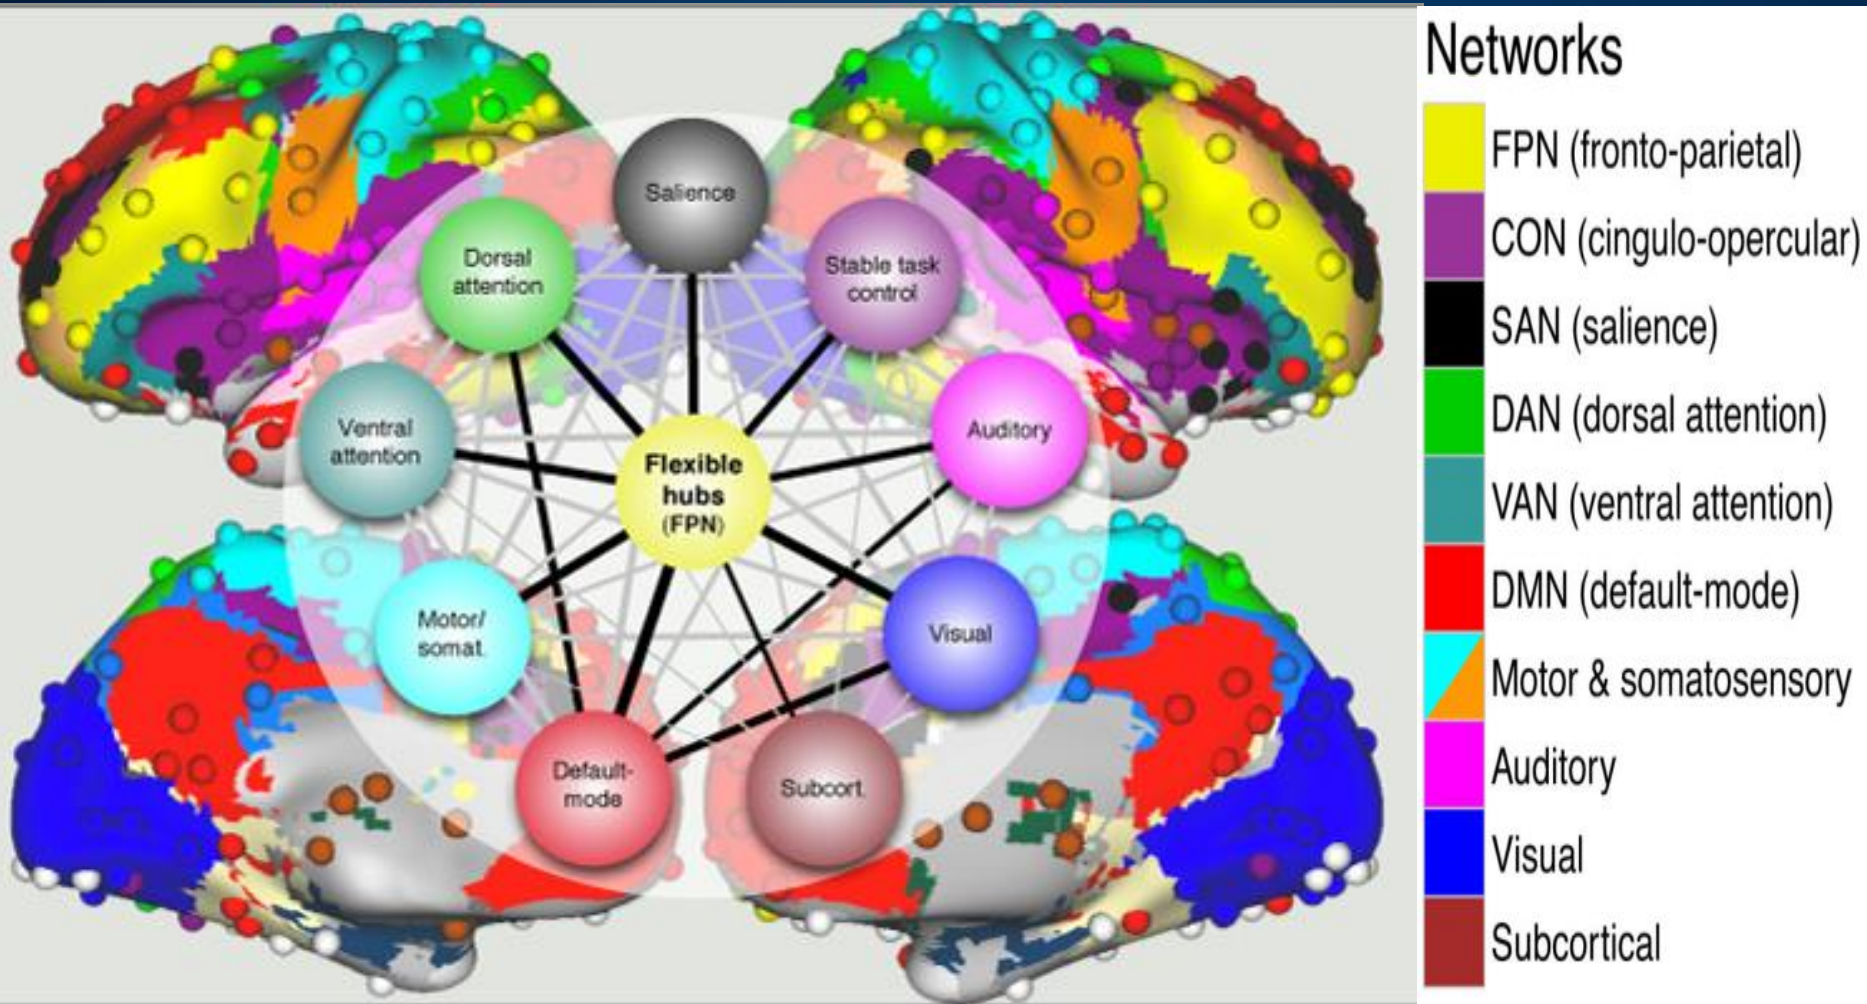 Salience
Dorsal
attention
Stable task
control
Ventral
attention
Auditory
Flexible
hubs
(FPN)
Motor/
somat.
Visual
Default-
mode
Subcort.
Networks
FPN (fronto-parietal)
CON (cingulo-opercular)
SAN (salience)
DAN (dorsal attention)
VAN (ventral attention)
DMN (default-mode)
Motor & somatosensory
Auditory
Visual
Subcortical